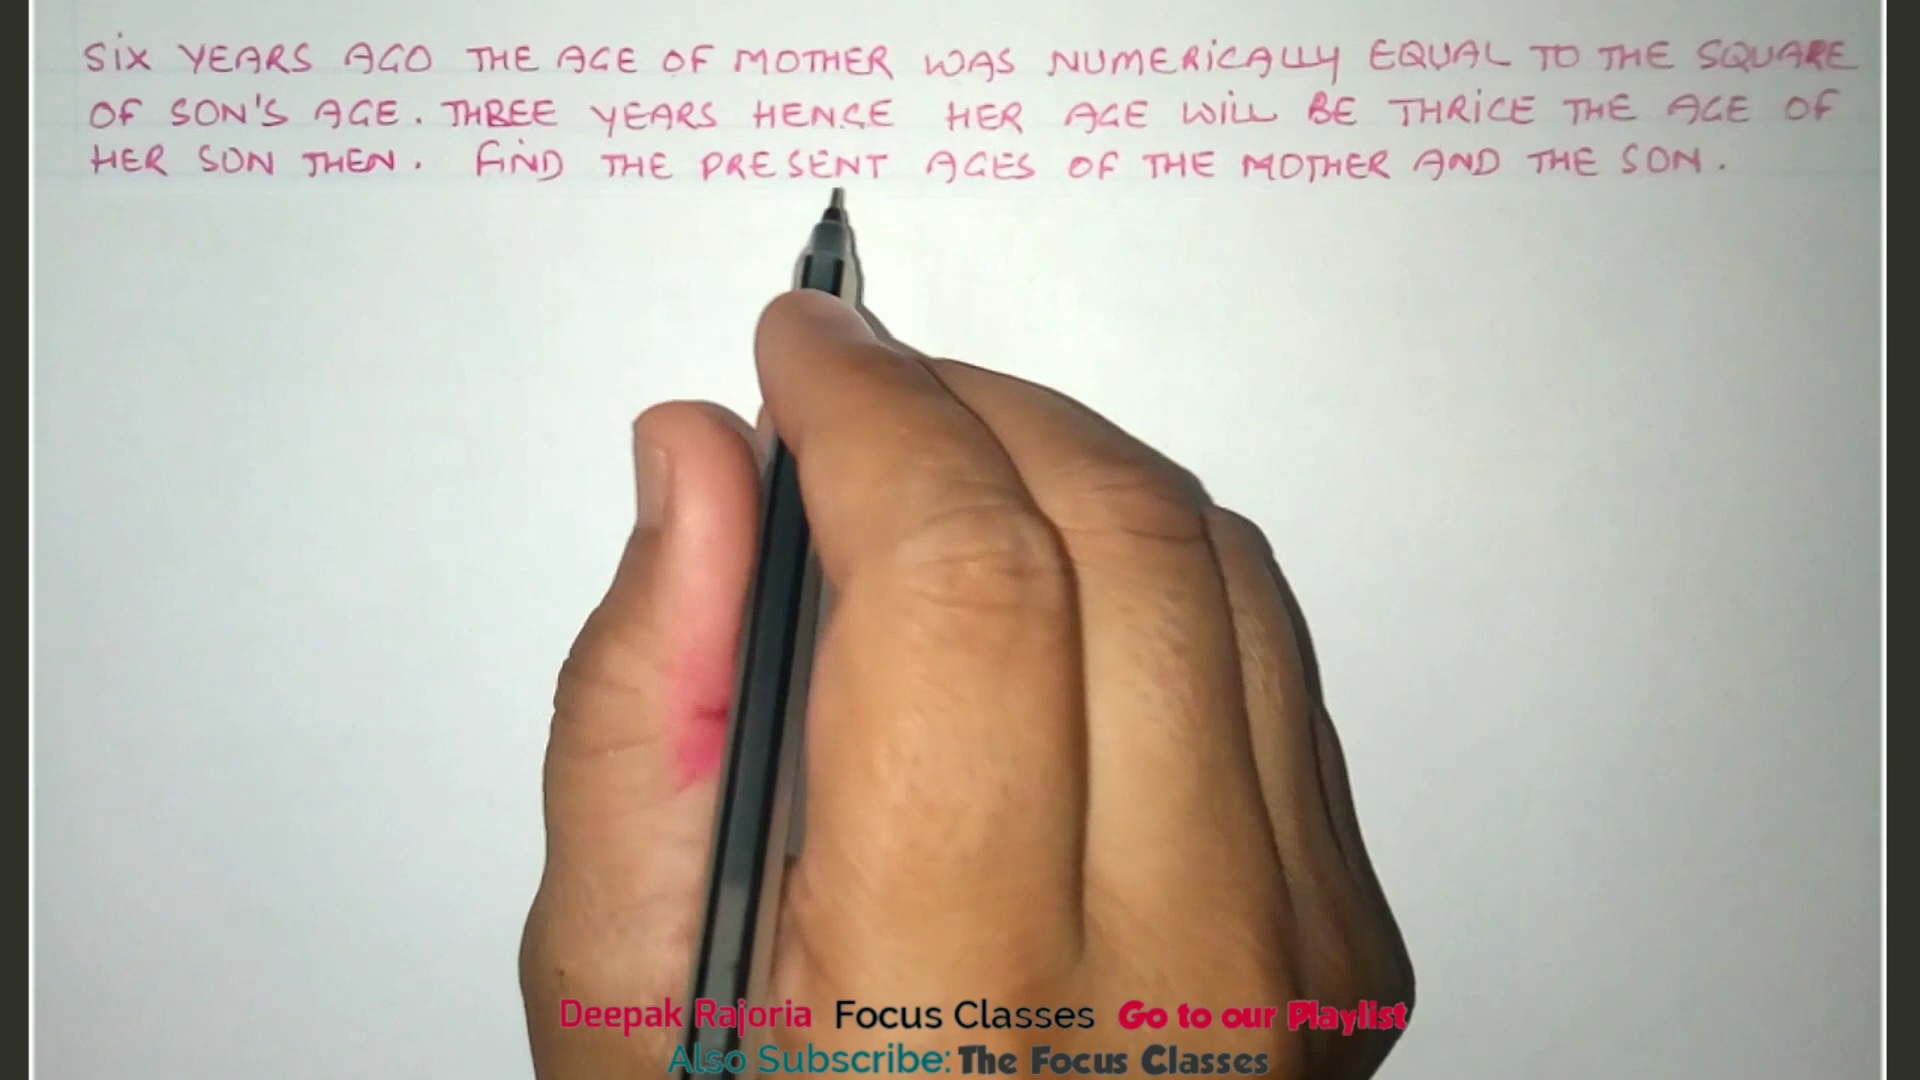 SIX YEARS AGO THE AGE OF MOTHER WAS NUMERICALLY EQUAL TO THE SQUARE
OF SON'S AGE. THREE YEARS HENCE HER AGE WILL BE THRICE THE AGE OF
HER SON THEN. FIND THE PRESENT AGES OF THE MOTHER AND THE SON.
Deepak Rajoria Focus Classes Go to our Playlist
Also Subscribe: The Focus Classes